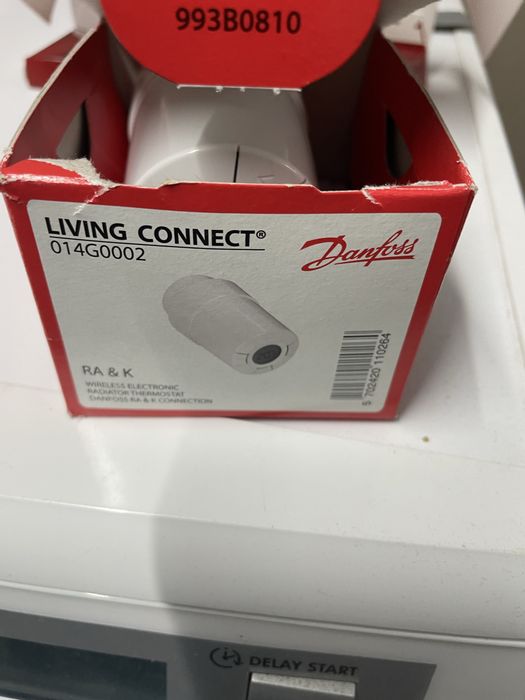 993B0810
LIVING CONNECT®
014G0002
Danfoss
RA & K
WIRELESS ELECTRONIC
RADIATOR THERMOSTAT
DANFOSS RA & K CONNECTION
5 702420 110264
DELAY START